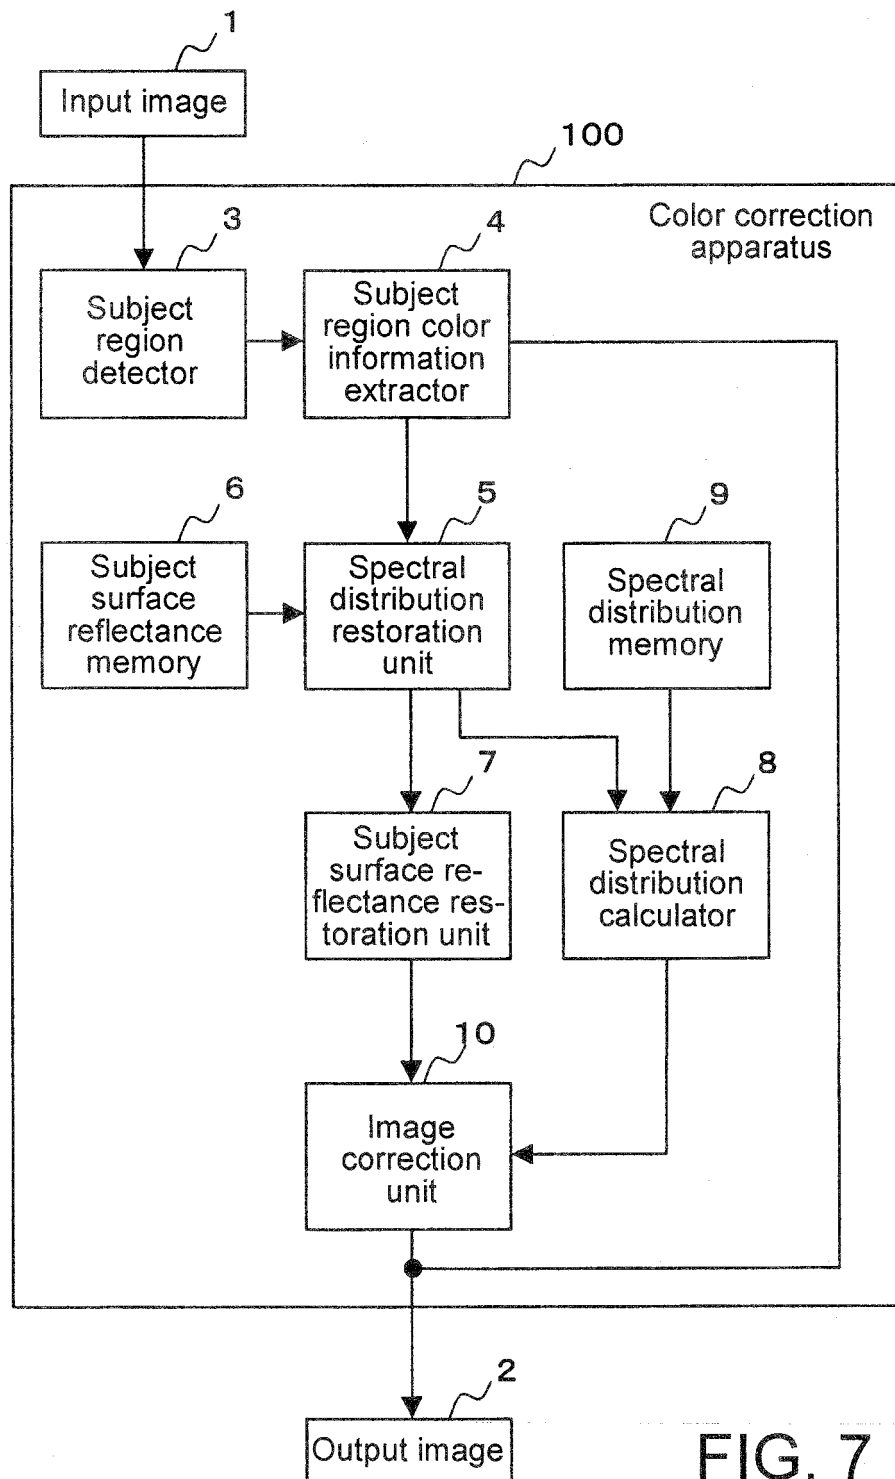 1
Input image
100
Color correction
apparatus
3
Subject
region
detector
4
Subject
region color
information
extractor
6
Subject
surface
reflectance
memory
5
Spectral
distribution
restoration
unit
9
Spectral
distribution
memory
7
Subject
surface re-
flectance res-
toration unit
8
Spectral
distribution
calculator
10
Image
correction
unit
2
Output image
FIG. 7